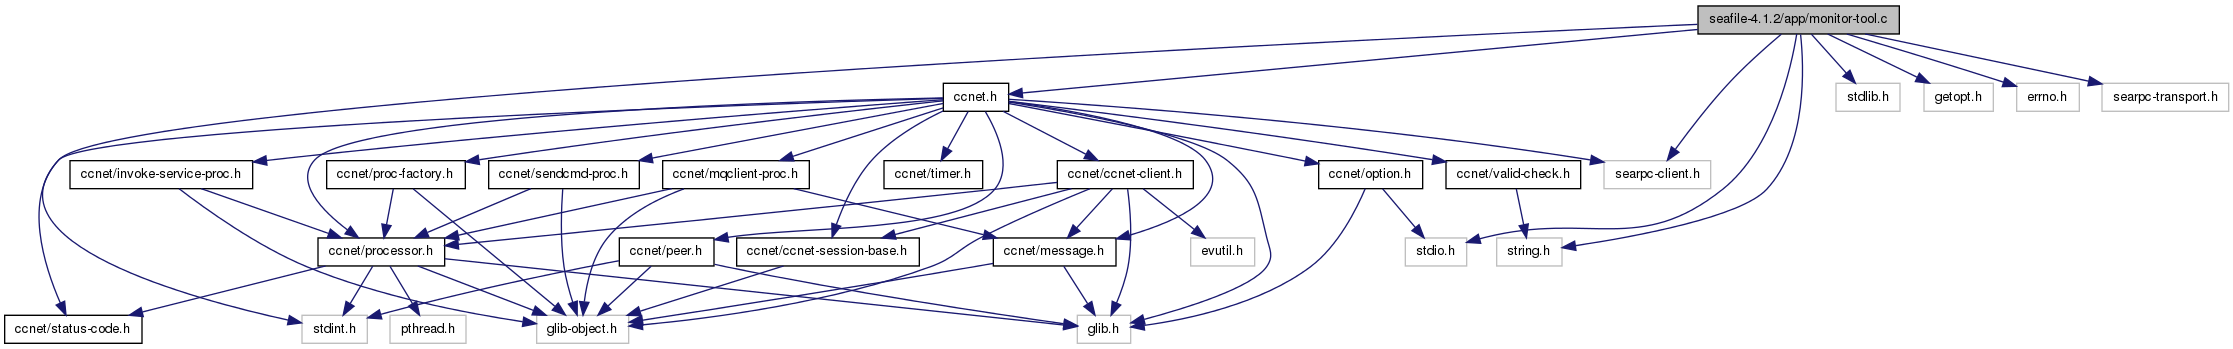 seafile-4.1.2/app/monitor-tool.c
ccnet.h
stdlib.h
getopt.h
errno.h
searpc-transport.h
ccnet/invoke-service-proc.h
ccnet/proc-factory.h
ccnet/sendcmd-proc.h
ccnet/mqclient-proc.h
ccnet/timer.h
ccnet/ccnet-client.h
ccnet/option.h
ccnet/valid-check.h
searpc-client.h
ccnet/processor.h
ccnet/peer.h
ccnet/ccnet-session-base.h
ccnet/message.h
evutil.h
stdio.h
string.h
ccnet/status-code.h
stdint.h
pthread.h
glib-object.h
glib.h